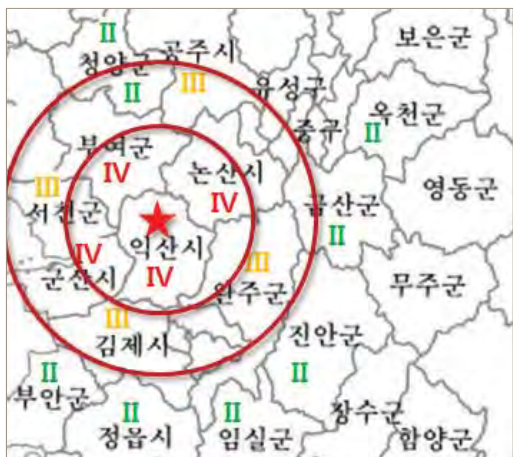 II
청양군
II
공주시
III
보은군
유성구
중구
옥천군
II
부여군
IV
논산시
IV
영동군
III
서천군
금산군
II
익산시
IV
IV
군산시
III
완주군
무주군
III
김제시
진안군
II
II
부안군
II
정읍시
II
임실군
장수군
함양군